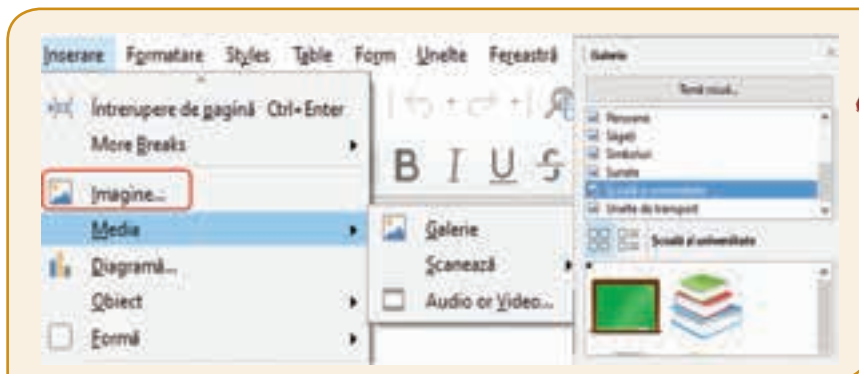 Inserare Formatare Styles Table Form Unelte Fereastră
Întrerupere de pagină Ctrl+Enter
More Breaks
Imagine...
Media
Diagramă...
Obiect
Formă
B I U S
Galerie
Scanează
Audio or Video...
Galerie
Temă nouă...
Persoane
Săgeți
Simboluri
Sunete
Școală și universitate
Unelte de transport
Școală și universitate